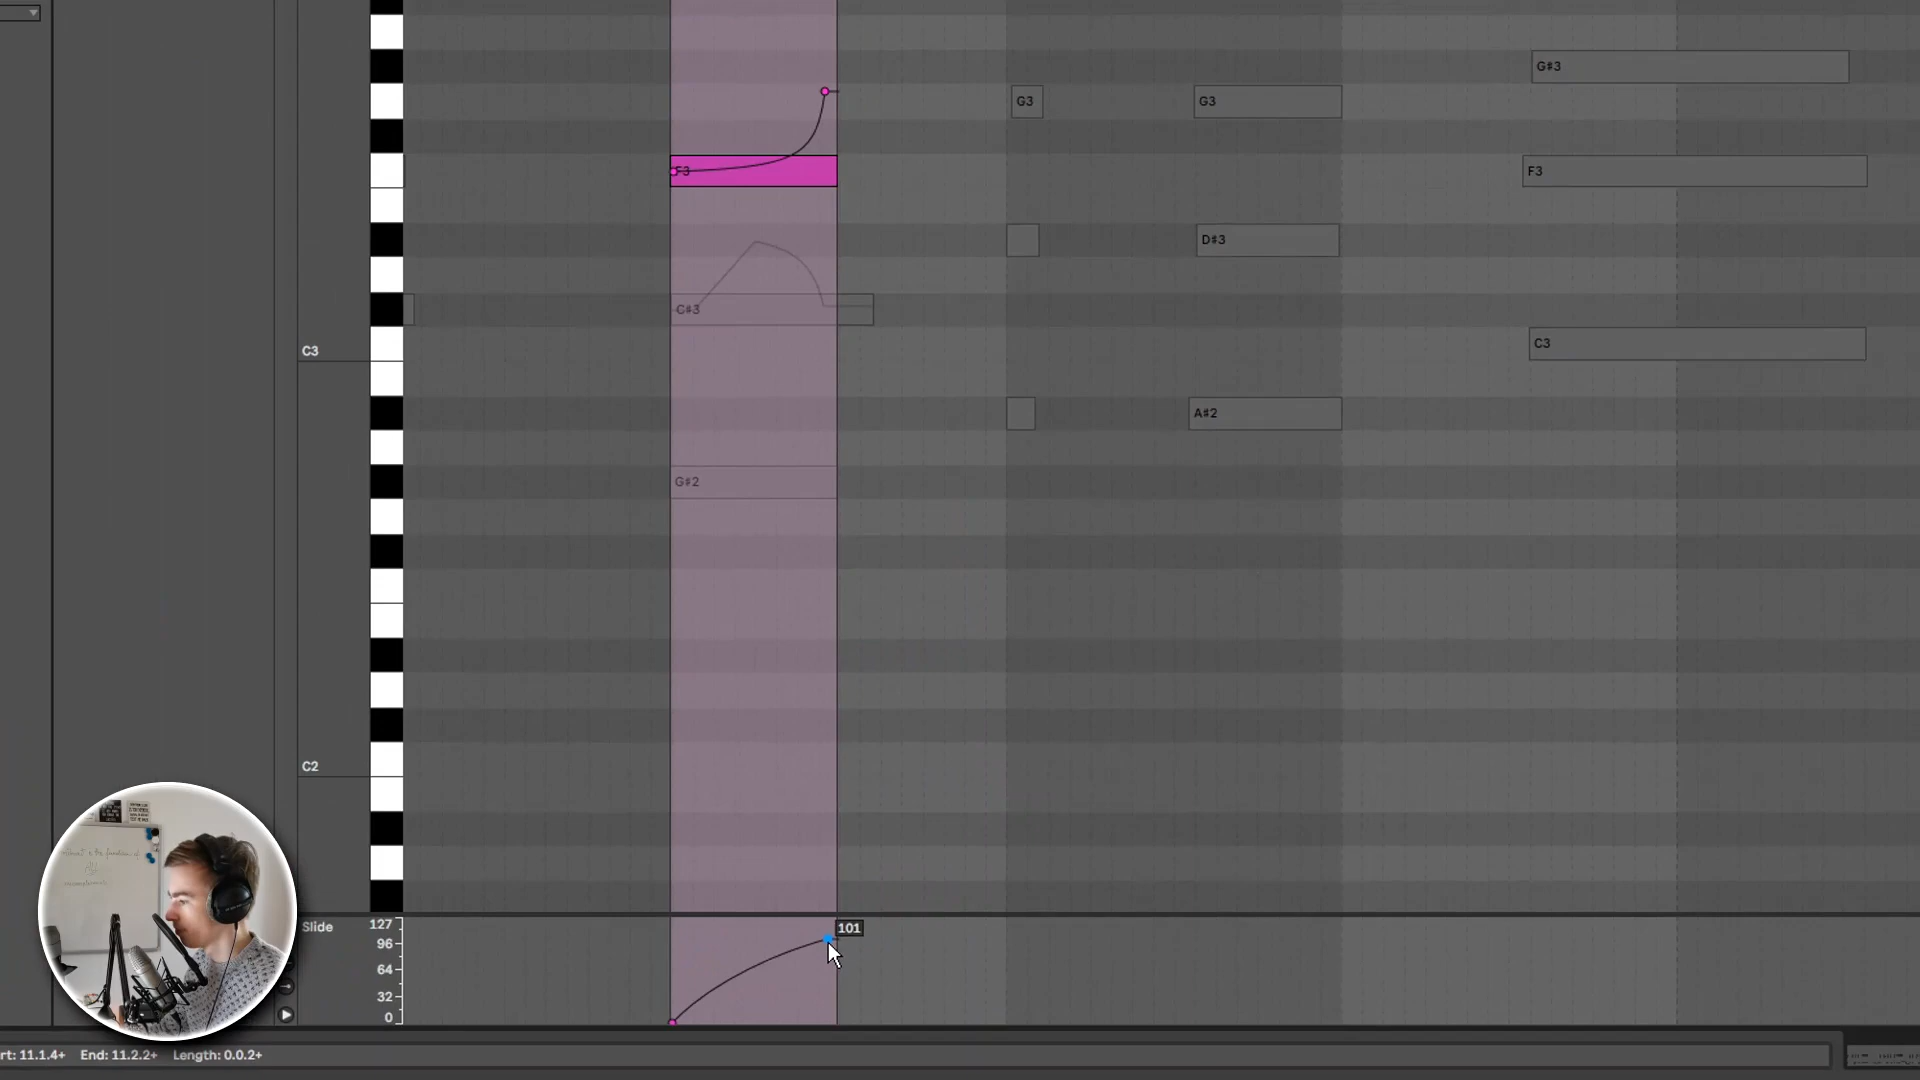 G♯3
G3
G3
F3
F3
D♯3
C♯3
C3
C3
A♯2
G♯2
C2
Slide
127
101
96
64
32
0
rt: 11.1.4+ End: 11.2.2+ Length: 0.0.2+